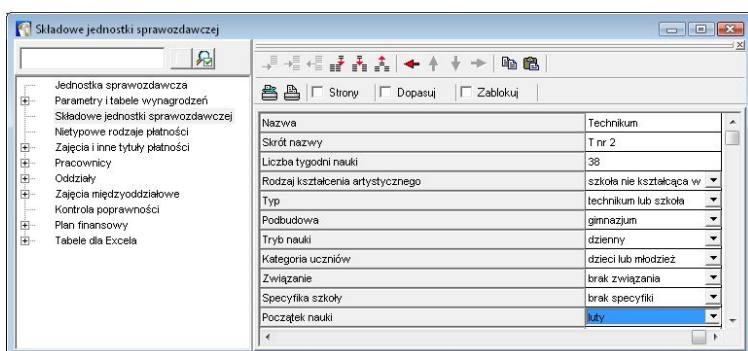 Składowe jednostki sprawozdawczej
Jednostka sprawozdawcza
Parametry i tabele wynagrodzeń
Składowe jednostki sprawozdawczej
Nietypowe rodzaje płatności
Zajęcia i inne tytuły płatności
Pracownicy
Oddziały
Zajęcia międzyoddziałowe
Kontrola poprawności
Plan finansowy
Tabele dla Excela
Strony Dopasuj Zablokuj
Nazwa Technikum
Skrót nazwy T nr 2
Liczba tygodni nauki 38
Rodzaj kształcenia artystycznego szkoła nie kształcąca w
Typ technikum lub szkoła
Podbudowa gimnazjum
Tryb nauki dzienny
Kategoria uczniów dzieci lub młodzież
Związanie brak związania
Specyfika szkoły brak specyfiki
Początek nauki luty